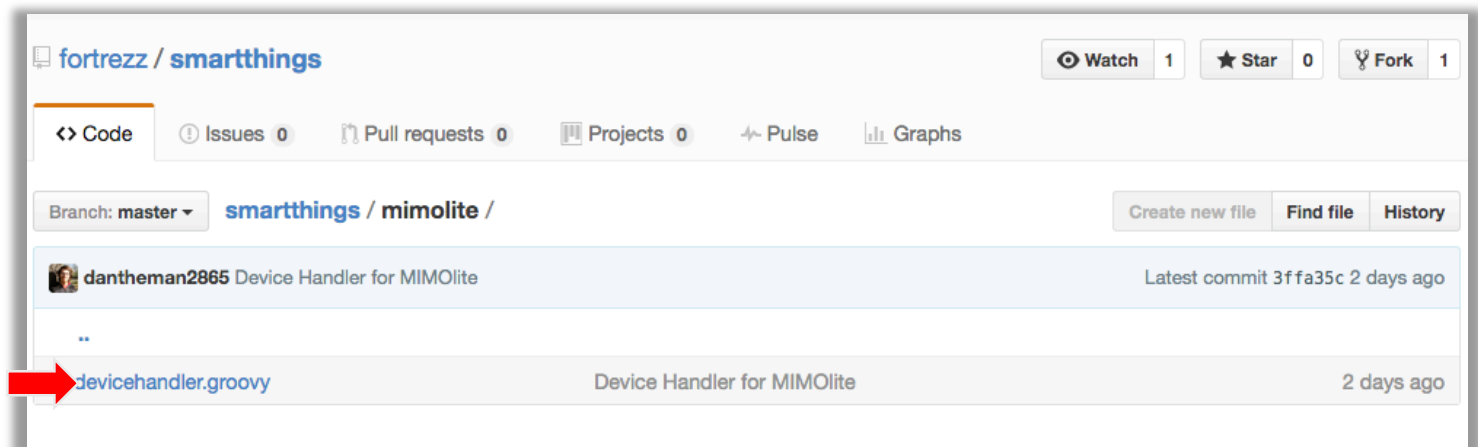 fortrezz / smartthings
Watch 1 Star 0 Fork 1
<> Code Issues 0 Pull requests 0 Projects 0 Pulse Graphs
Branch: master smartthings / mimolite / Create new file Find file History
dantheman2865 Device Handler for MIMOlite Latest commit 3ffa35c 2 days ago
..
devicehandler.groovy Device Handler for MIMOlite 2 days ago